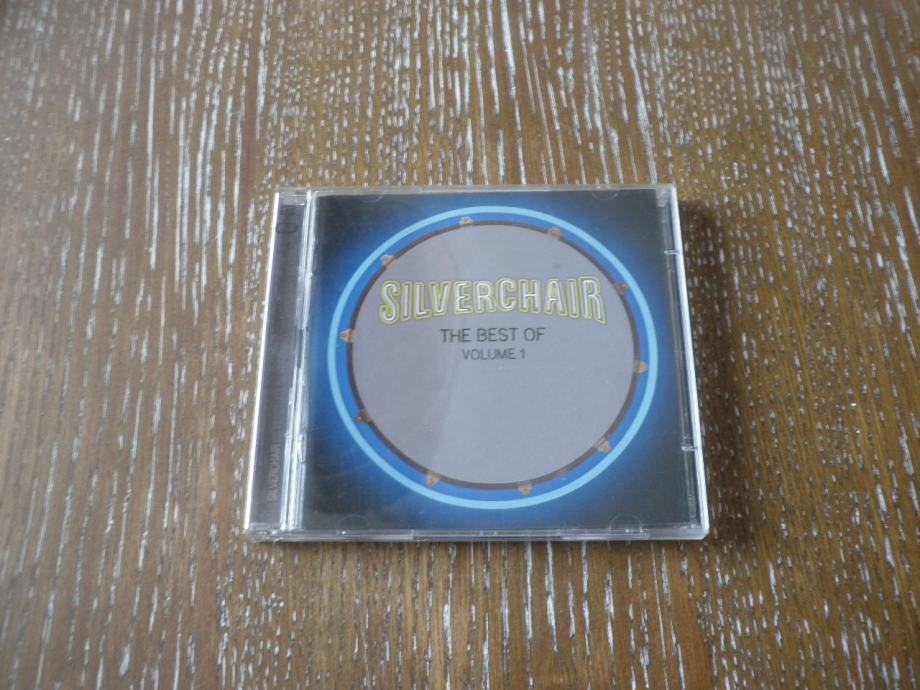 SILVERCHAIR
THE BEST OF
VOLUME 1
SILVERCHAIR